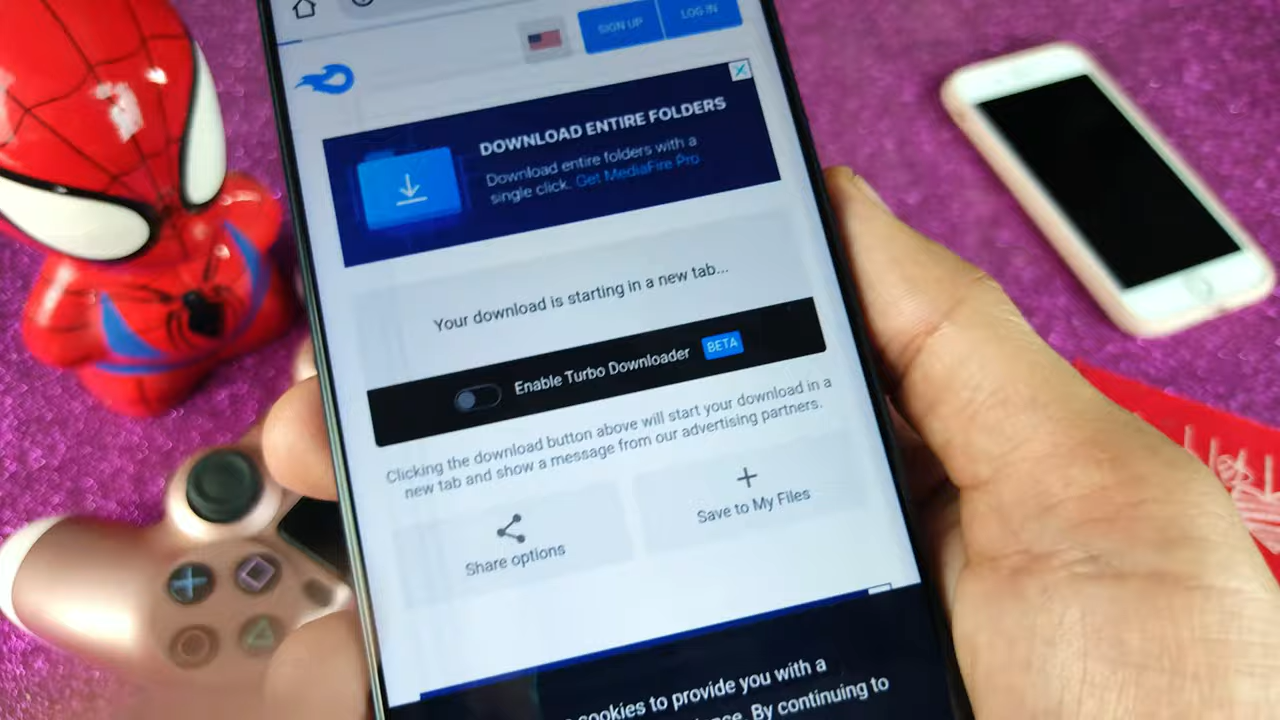 SIGN UP
LOG IN
DOWNLOAD ENTIRE FOLDERS
Download entire folders with a
single click. Get MediaFire Pro
Your download is starting in a new tab...
Enable Turbo Downloader BETA
Clicking the download button above will start your download in a
new tab and show a message from our advertising partners.
Share options
Save to My Files
cookies to provide you with a
By continuing to